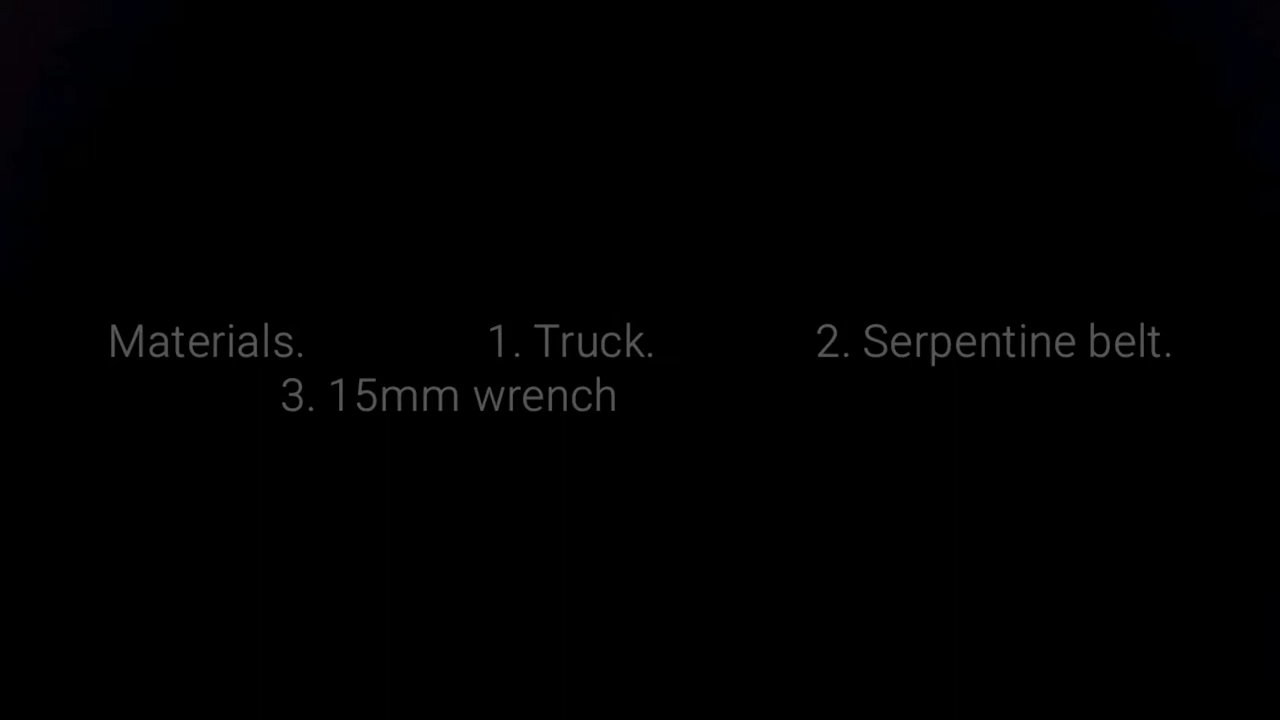 Materials. 1. Truck. 2. Serpentine belt.
3. 15mm wrench